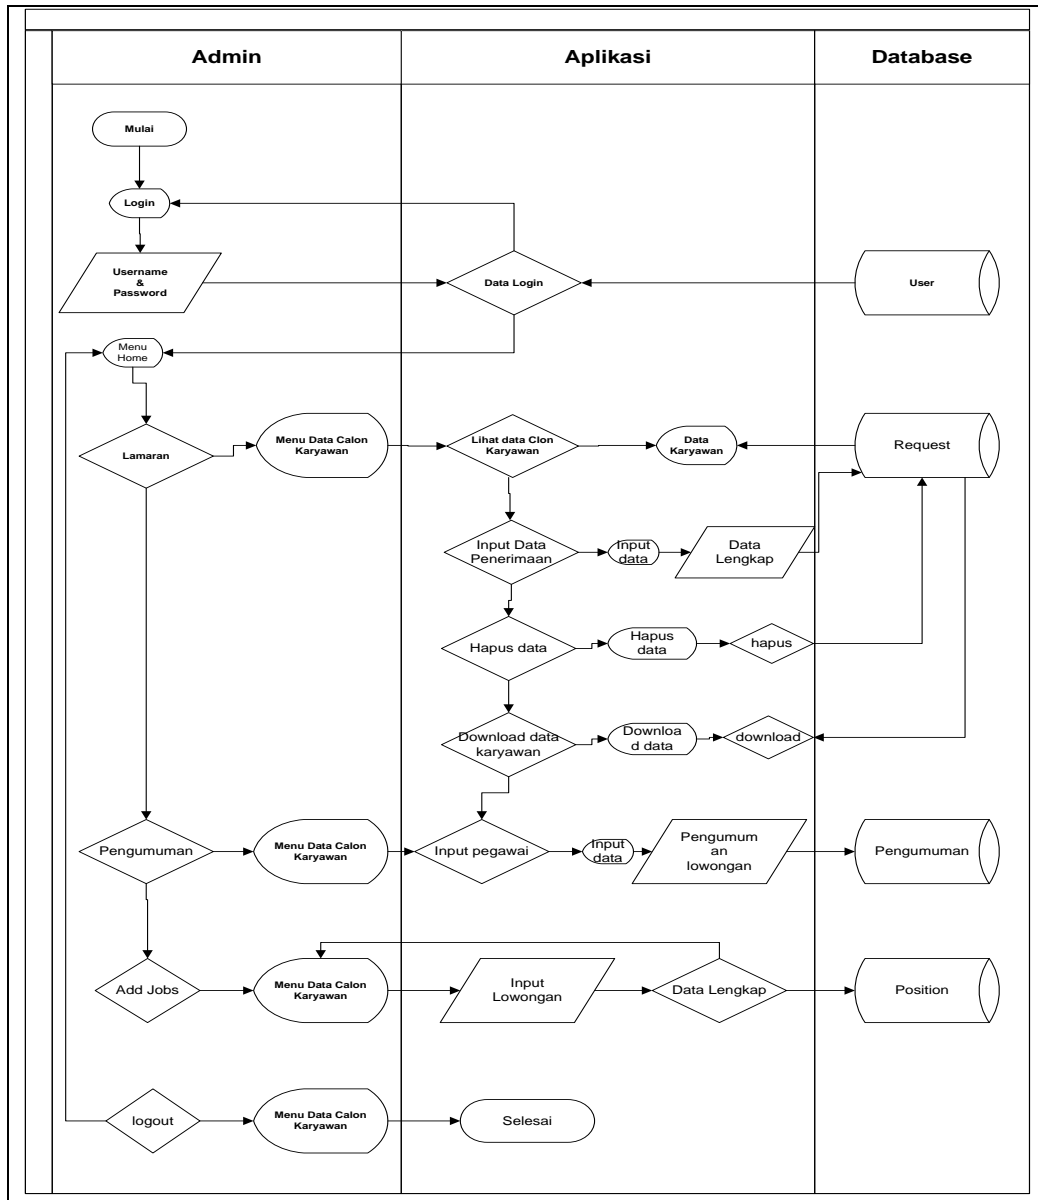 Admin
Aplikasi
Database
Mulai
Login
Username
&
Password
Data Login
User
Menu
Home
Lamaran
Menu Data Calon
Karyawan
Lihat data Clon
Karyawan
Data
Karyawan
Request
Input Data
Penerimaan
Input
data
Data
Lengkap
Hapus data
Hapus
data
hapus
Download data
karyawan
Downloa
d data
download
Pengumuman
Menu Data Calon
Karyawan
Input pegawai
Input
data
Pengumum
an
lowongan
Pengumuman
Add Jobs
Menu Data Calon
Karyawan
Input
Lowongan
Data Lengkap
Position
logout
Menu Data Calon
Karyawan
Selesai